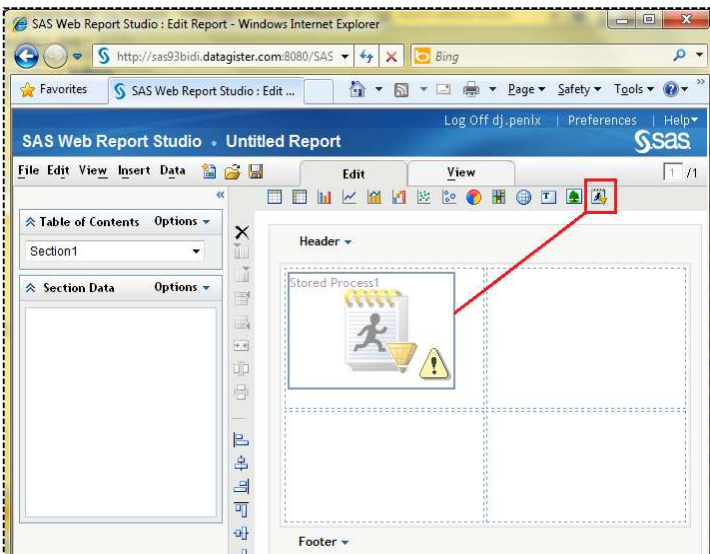 SAS Web Report Studio : Edit Report - Windows Internet Explorer
http://sas93bidi.datagister.com:8080/SAS
Bing
Favorites
SAS Web Report Studio : Edit ...
Page
Safety
Tools
Log Off dj.penix | Preferences | Help
SAS Web Report Studio • Untitled Report
sas
File Edit View Insert Data
Edit
View
1 /1
Table of Contents Options
Section1
Header
Section Data Options
Stored Process1
Footer